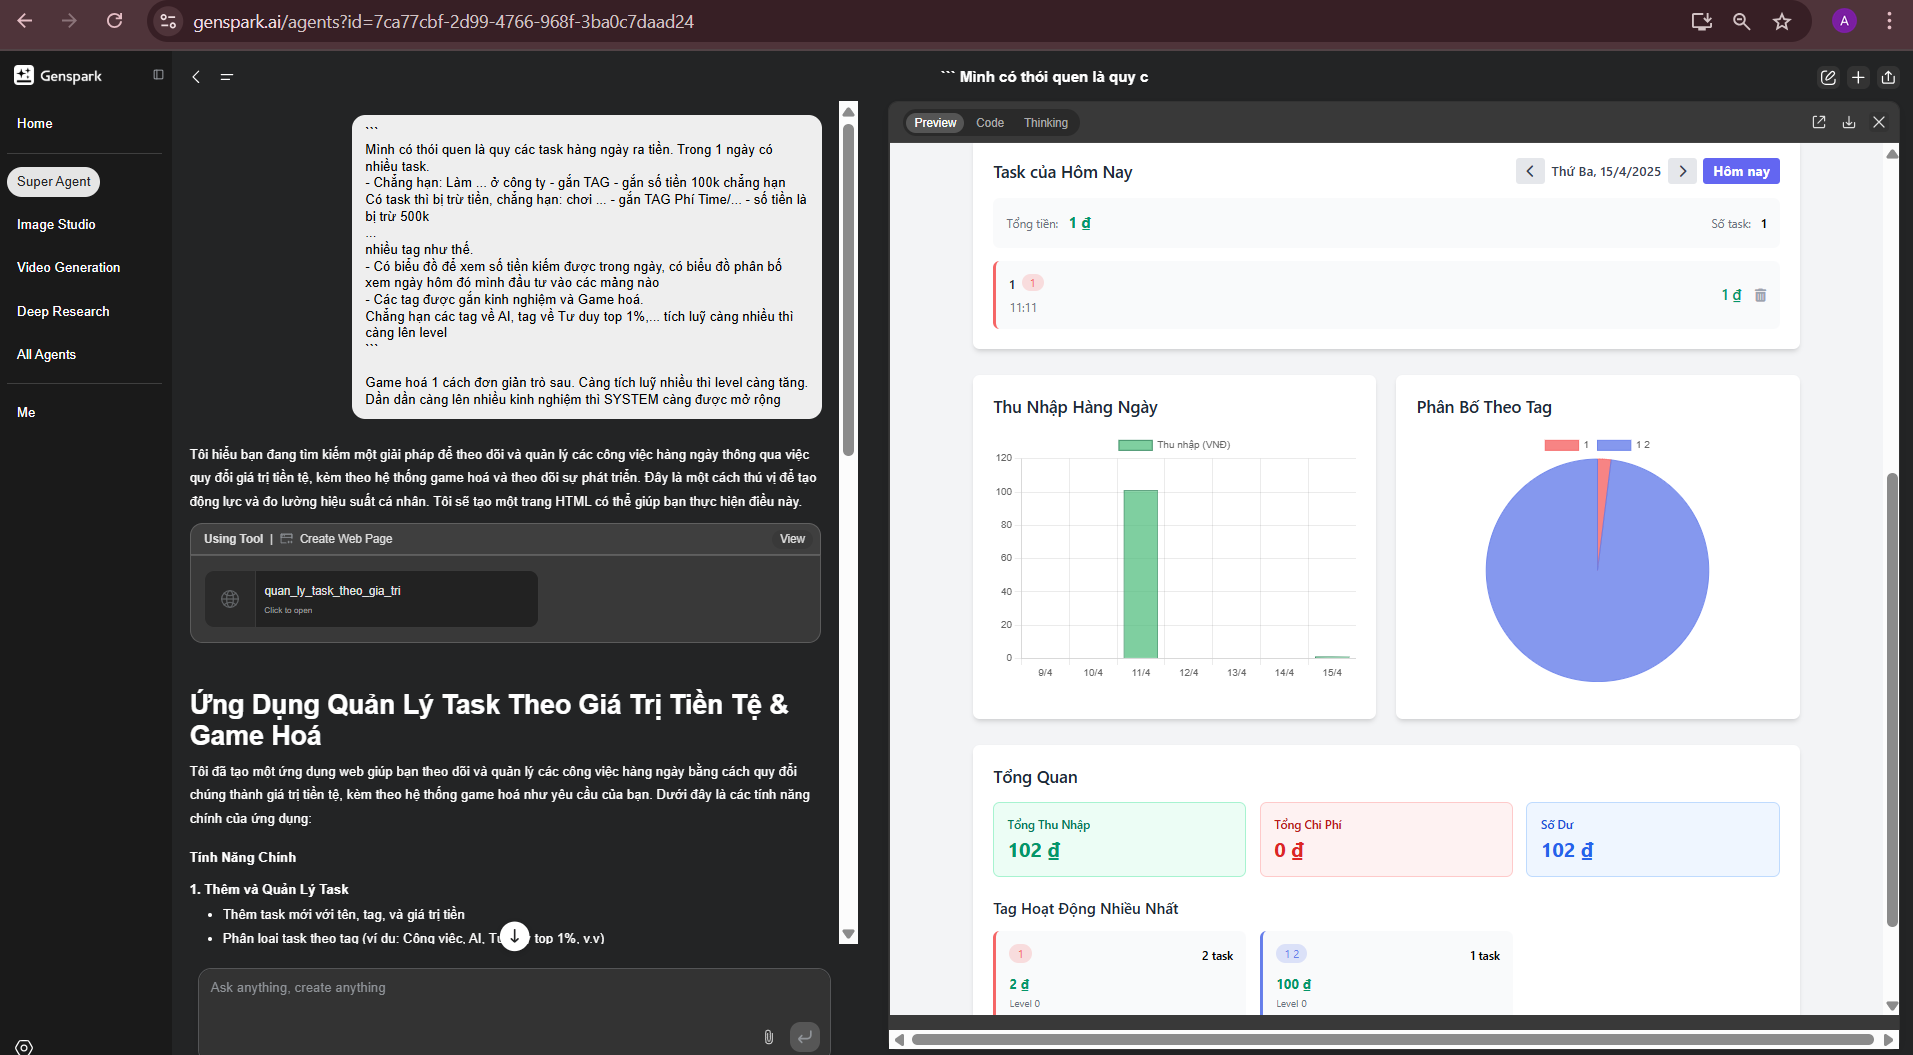 genspark.ai/agents?id=7ca77cbf-2d99-4766-968f-3ba0c7daad24
A
Genspark
Home
Super Agent
Image Studio
Video Generation
Deep Research
All Agents
Me
``` Mình có thói quen là quy c
```
Mình có thói quen là quy các task hàng ngày ra tiền. Trong 1 ngày có
nhiều task.
- Chẳng hạn: Làm ... ở công ty - gắn TAG - gắn số tiền 100k chẳng hạn
Có task thì bị trừ tiền, chẳng hạn: chơi ... - gắn TAG Phí Time/... - số tiền là
bị trừ 500k
...
nhiều tag như thế.
- Có biểu đồ để xem số tiền kiếm được trong ngày, có biểu đồ phân bố
xem ngày hôm đó mình đầu tư vào các mảng nào
- Các tag được gắn kinh nghiệm và Game hoá.
Chẳng hạn các tag về AI, tag về Tư duy top 1%,... tích luỹ càng nhiều thì
càng lên level
```
Game hoá 1 cách đơn giản trò sau. Càng tích luỹ nhiều thì level càng tăng.
Dần dần càng lên nhiều kinh nghiệm thì SYSTEM càng được mở rộng
Tôi hiểu bạn đang tìm kiếm một giải pháp để theo dõi và quản lý các công việc hàng ngày thông qua việc
quy đổi giá trị tiền tệ, kèm theo hệ thống game hoá và theo dõi sự phát triển. Đây là một cách thú vị để tạo
động lực và đo lường hiệu suất cá nhân. Tôi sẽ tạo một trang HTML có thể giúp bạn thực hiện điều này.
Using Tool | Create Web Page
View
quan_ly_task_theo_gia_tri
Click to open
Ứng Dụng Quản Lý Task Theo Giá Trị Tiền Tệ &
Game Hoá
Tôi đã tạo một ứng dụng web giúp bạn theo dõi và quản lý các công việc hàng ngày bằng cách quy đổi
chúng thành giá trị tiền tệ, kèm theo hệ thống game hoá như yêu cầu của bạn. Dưới đây là các tính năng
chính của ứng dụng:
Tính Năng Chính
1. Thêm và Quản Lý Task
• Thêm task mới với tên, tag, và giá trị tiền
• Phân loại task theo tag (ví dụ: Công việc, AI, top 1%, v.v)
Ask anything, create anything
Preview Code Thinking
Task của Hôm Nay
Thứ Ba, 15/4/2025
Hôm nay
Tổng tiền: 1 ₫
Số task: 1
1 1
11:11
1 ₫
Thu Nhập Hàng Ngày
Thu nhập (VNĐ)
120
100
80
60
40
20
0
9/4 10/4 11/4 12/4 13/4 14/4 15/4
Phân Bố Theo Tag
1 1 2
Tổng Quan
Tổng Thu Nhập
102 ₫
Tổng Chi Phí
0 ₫
Số Dư
102 ₫
Tag Hoạt Động Nhiều Nhất
1 2 task
2 ₫
Level 0
1 2 1 task
100 ₫
Level 0